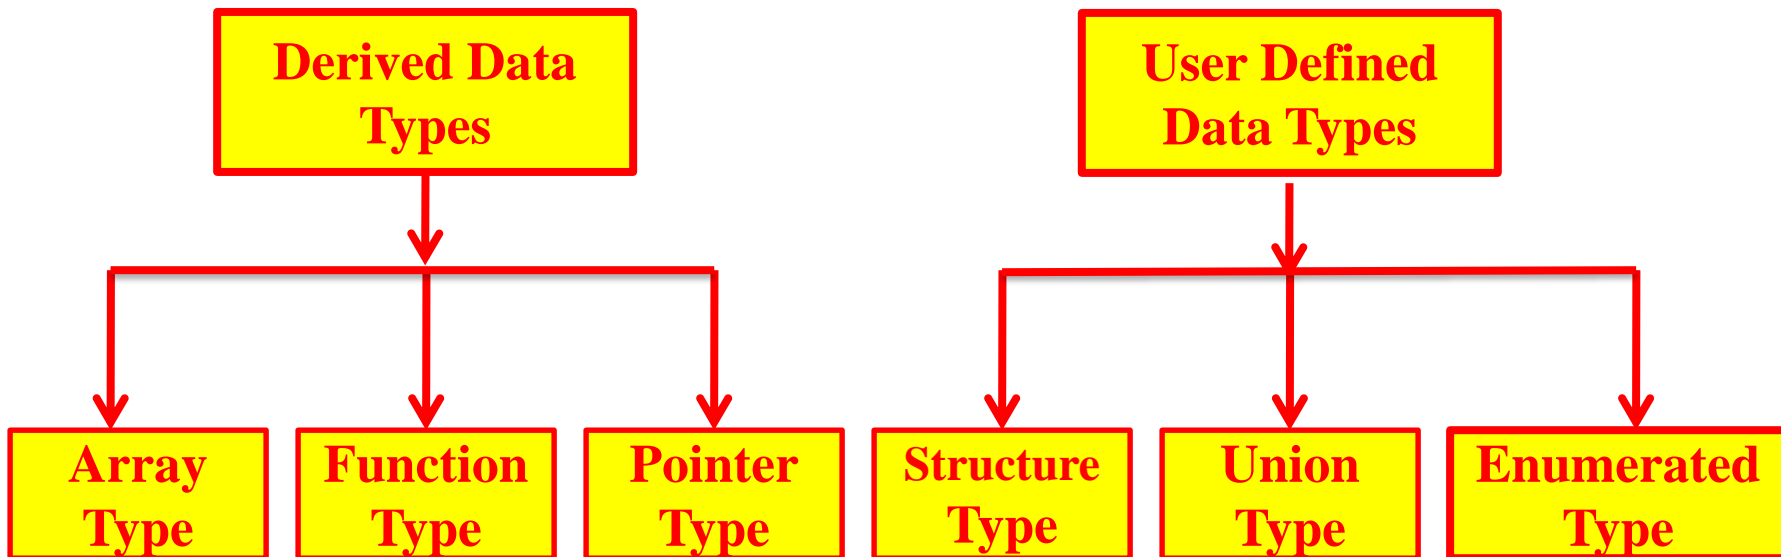 Derived Data
Types
User Defined
Data Types
Array
Type
Function
Type
Pointer
Type
Structure
Type
Union
Type
Enumerated
Type